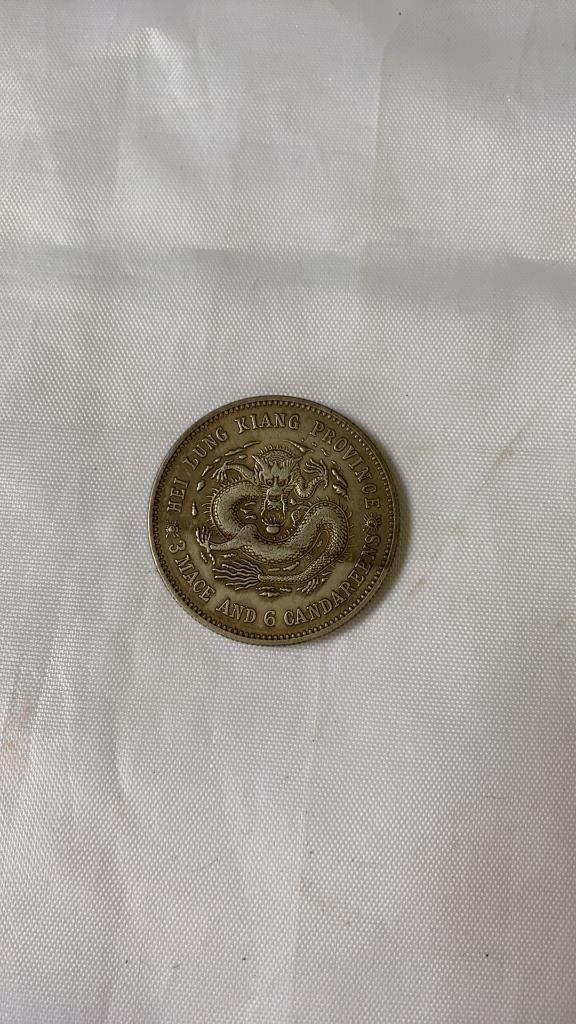 HEI LUNG KIANG PROVINCE
3 MACE AND 6 CANDAREENS